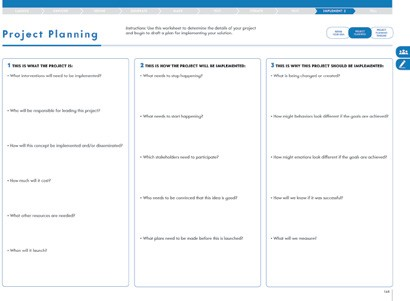 IMPLEMENT 2
Project Planning
Instructions: Use this worksheet to determine the details of your project
and begin to draft a plan for implementing your solution.
1 THIS IS WHAT THE PROJECT IS:
• What interventions will need to be implemented?
• Who will be responsible for leading this project?
• How will this concept be implemented and/or disseminated?
• How much will it cost?
• What other resources are needed?
• When will it launch?
2 THIS IS HOW THE PROJECT WILL BE IMPLEMENTED:
• What needs to stop happening?
• What needs to start happening?
• Which stakeholders need to participate?
• Who needs to be convinced that this idea is good?
• What plans need to be made before this is launched?
3 THIS IS WHY THIS PROJECT SHOULD BE IMPLEMENTED:
• What is being changed or created?
• How might behaviors look different if the goals are achieved?
• How might emotions look different if the goals are achieved?
• How will we know if it was successful?
• What will we measure?